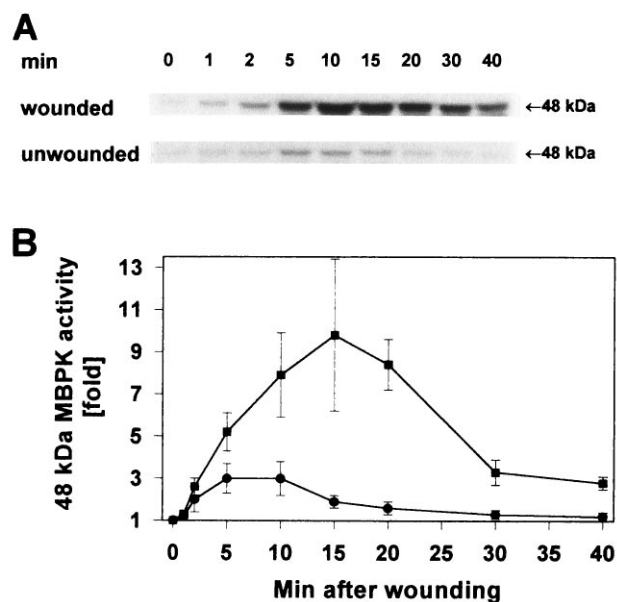 A
min 0 1 2 5 10 15 20 30 40
wounded ←48 kDa
unwounded ←48 kDa
B
48 kDa MBPK activity
[fold]
13
11
9
7
5
3
1
0 5 10 15 20 25 30 35 40
Min after wounding